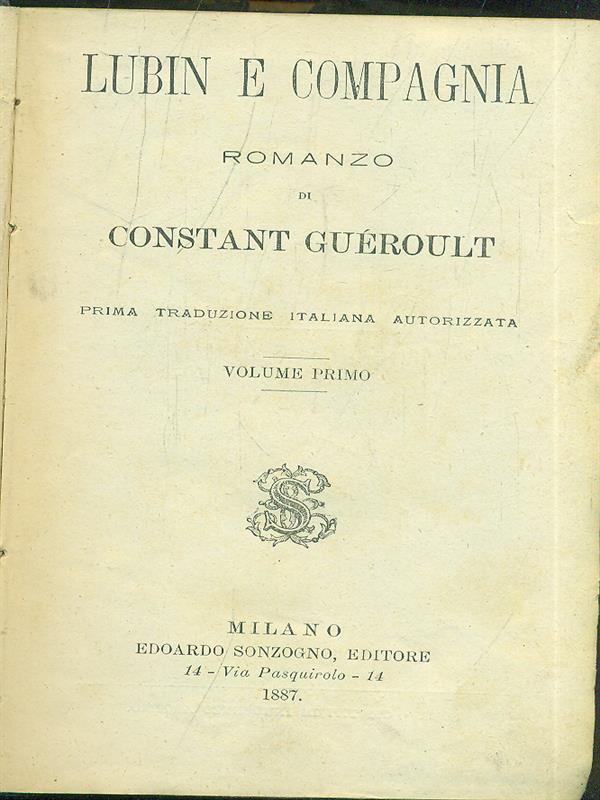 LUBIN E COMPAGNIA
ROMANZO
DI
CONSTANT GUÉROULT
PRIMA TRADUZIONE ITALIANA AUTORIZZATA
VOLUME PRIMO
S
MILANO
EDOARDO SONZOGNO, EDITORE
14 - Via Pasquirolo - 14
1887.